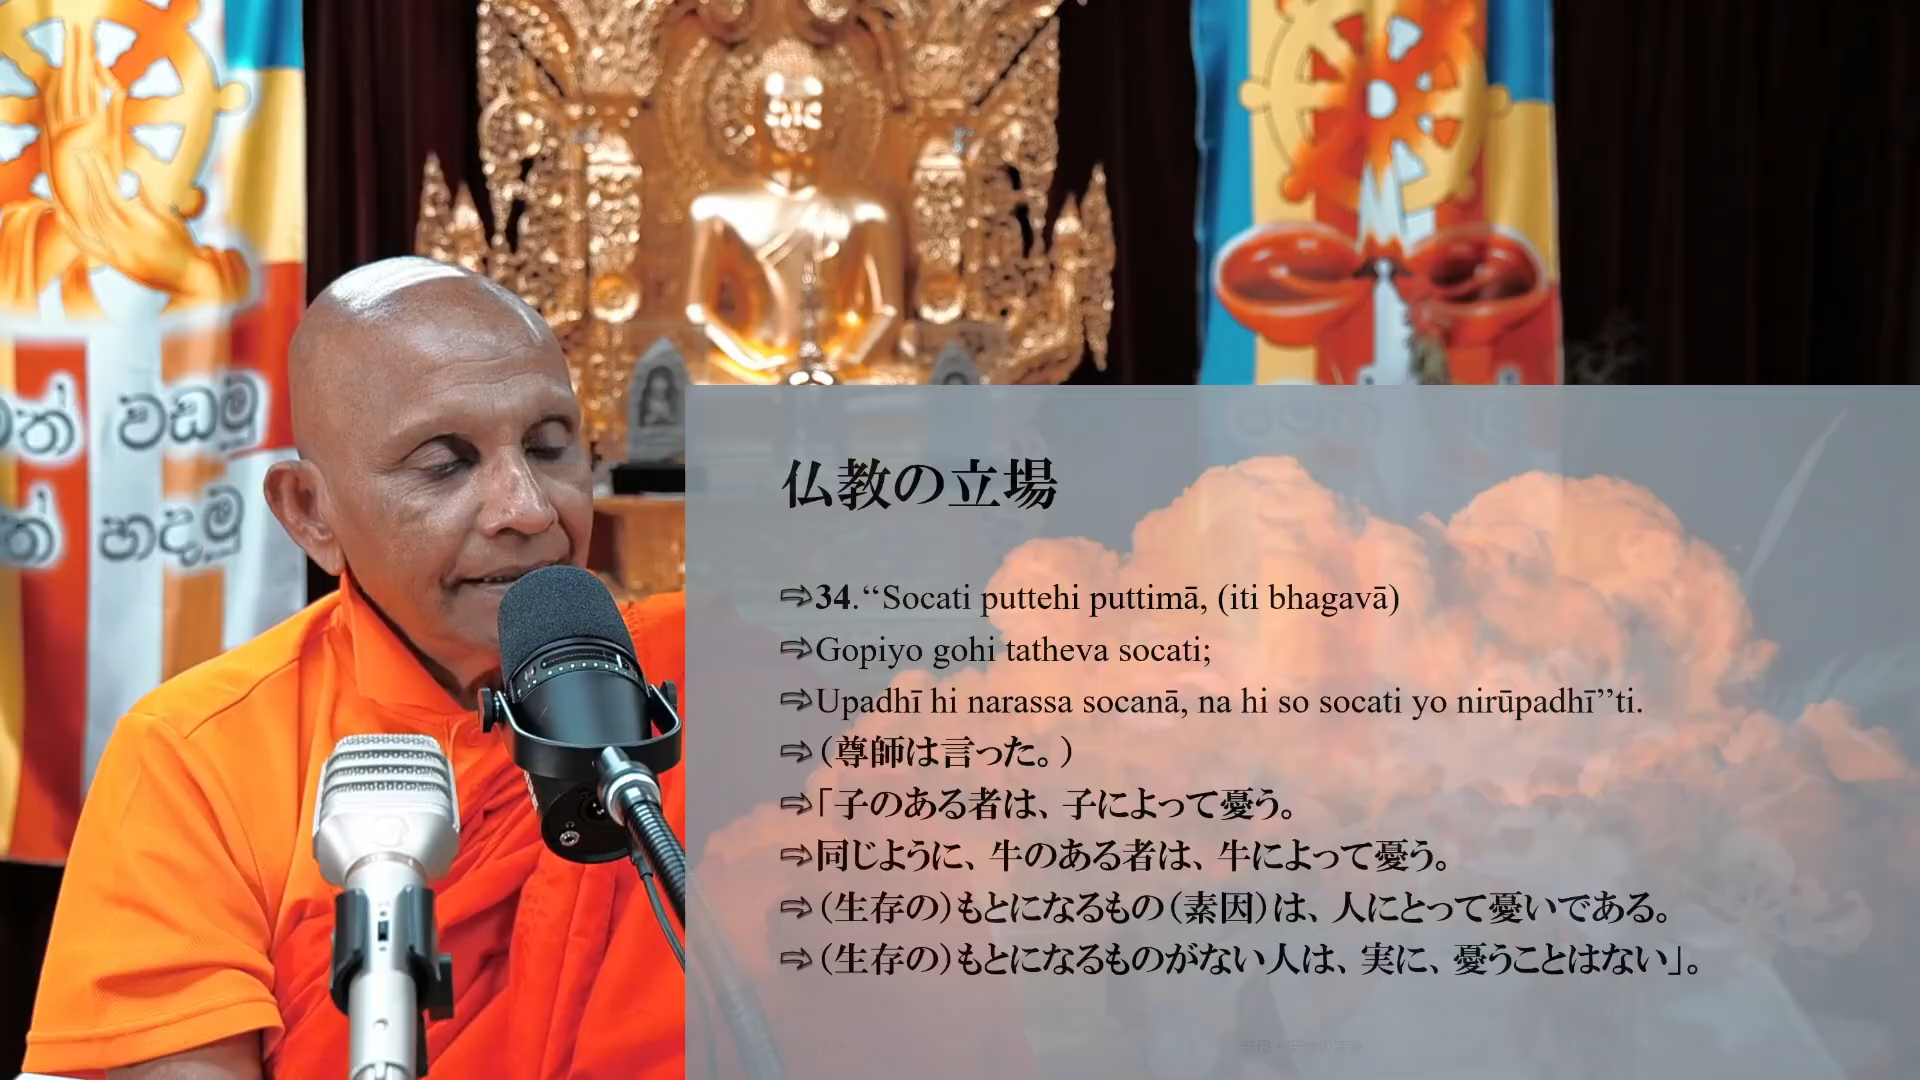 වඩමු
හදමු
仏教の立場
⇨34.“Socati puttehi puttimā, (iti bhagavā)
⇨Gopiyo gohi tatheva socati;
⇨Upadhī hi narassa socanā, na hi so socati yo nirūpadhī”ti.
⇨（尊師は言った。）
⇨「子のある者は、子によって憂う。
⇨同じように、牛のある者は、牛によって憂う。
⇨（生存の）もとになるもの（素因）は、人にとって憂いである。
⇨（生存の）もとになるものがない人は、実に、憂うことはない」。